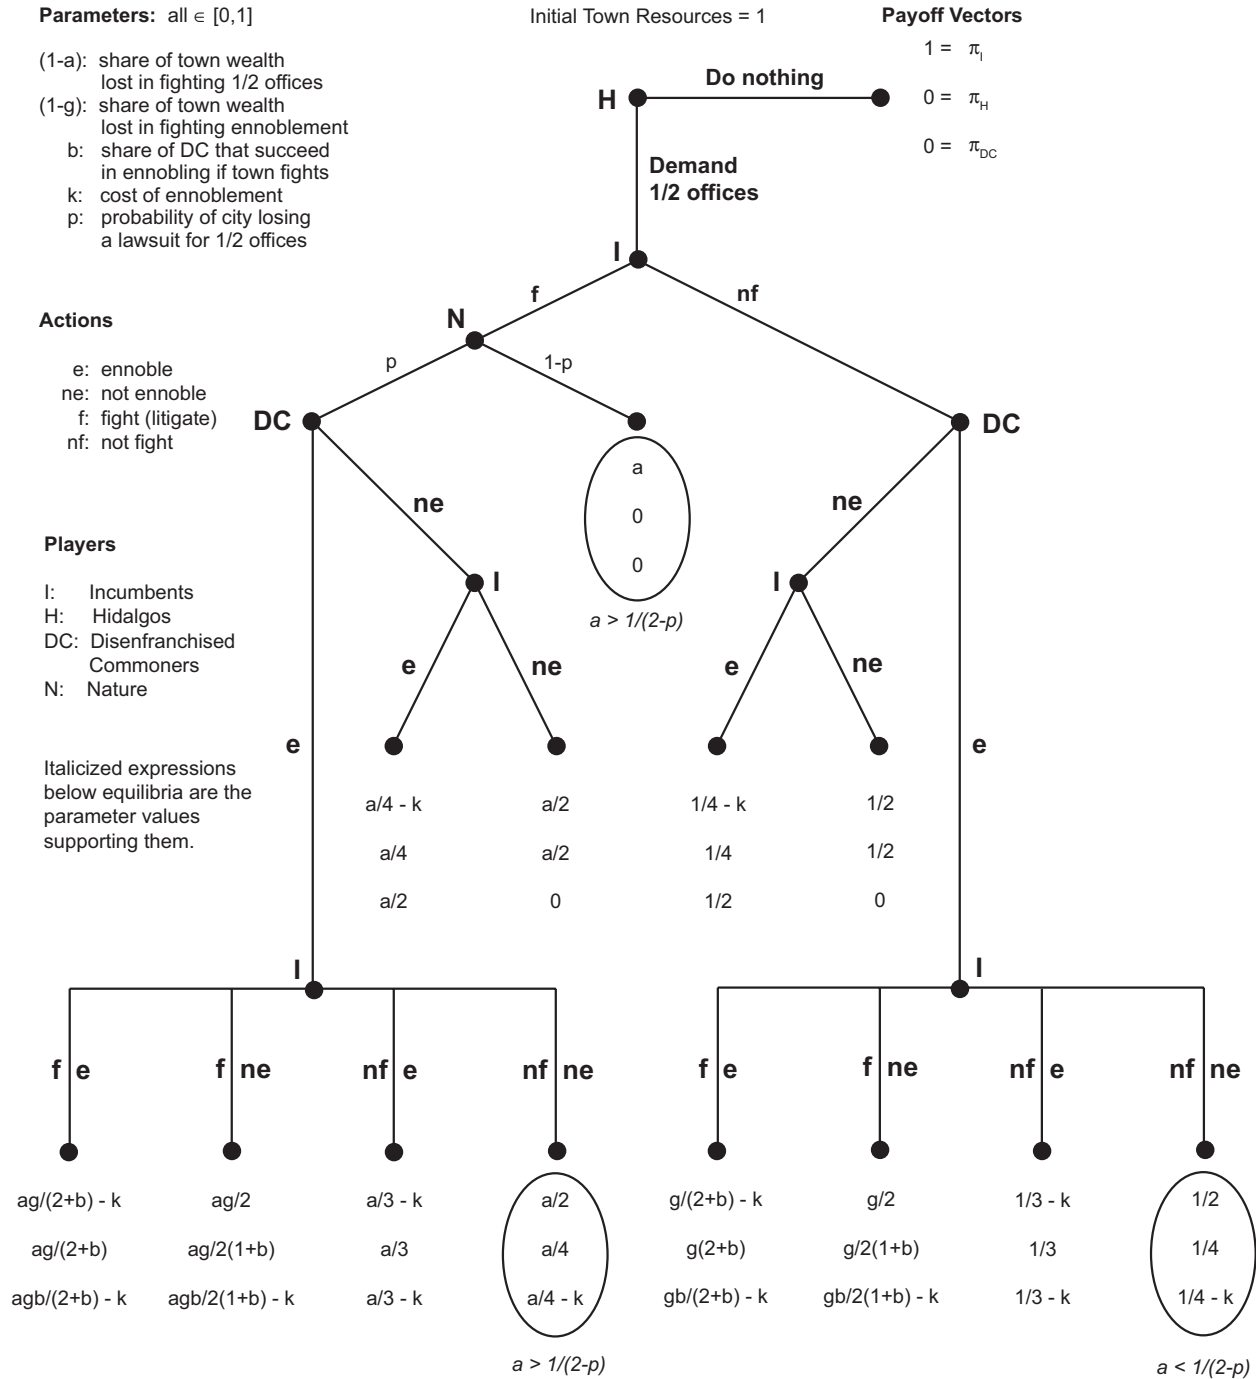 Parameters: all ∈ [0,1]
Initial Town Resources = 1
Payoff Vectors
(1-a): share of town wealth
lost in fighting 1/2 offices
(1-g): share of town wealth
lost in fighting ennoblement
b: share of DC that succeed
in ennobling if town fights
k: cost of ennoblement
p: probability of city losing
a lawsuit for 1/2 offices
1 = π_I
0 = π_H
0 = π_DC
H
Do nothing
Demand
1/2 offices
I
f
nf
Actions
e: ennoble
ne: not ennoble
f: fight (litigate)
nf: not fight
N
p
1-p
DC
DC
a
0
0
a > 1/(2-p)
ne
ne
Players
I: Incumbents
H: Hidalgos
DC: Disenfranchised
Commoners
N: Nature
I
I
e
ne
e
ne
e
e
Italicized expressions
below equilibria are the
parameter values
supporting them.
a/4 - k
a/2
1/4 - k
1/2
a/4
a/2
1/4
1/2
a/2
0
1/2
0
I
I
f e
f ne
nf e
nf ne
f e
f ne
nf e
nf ne
ag/(2+b) - k
ag/2
a/3 - k
a/2
g/(2+b) - k
g/2
1/3 - k
1/2
ag/(2+b)
ag/2(1+b)
a/3
a/4
g(2+b)
g/2(1+b)
1/3
1/4
agb/(2+b) - k
agb/2(1+b) - k
a/3 - k
a/4 - k
gb/(2+b) - k
gb/2(1+b) - k
1/3 - k
1/4 - k
a > 1/(2-p)
a < 1/(2-p)